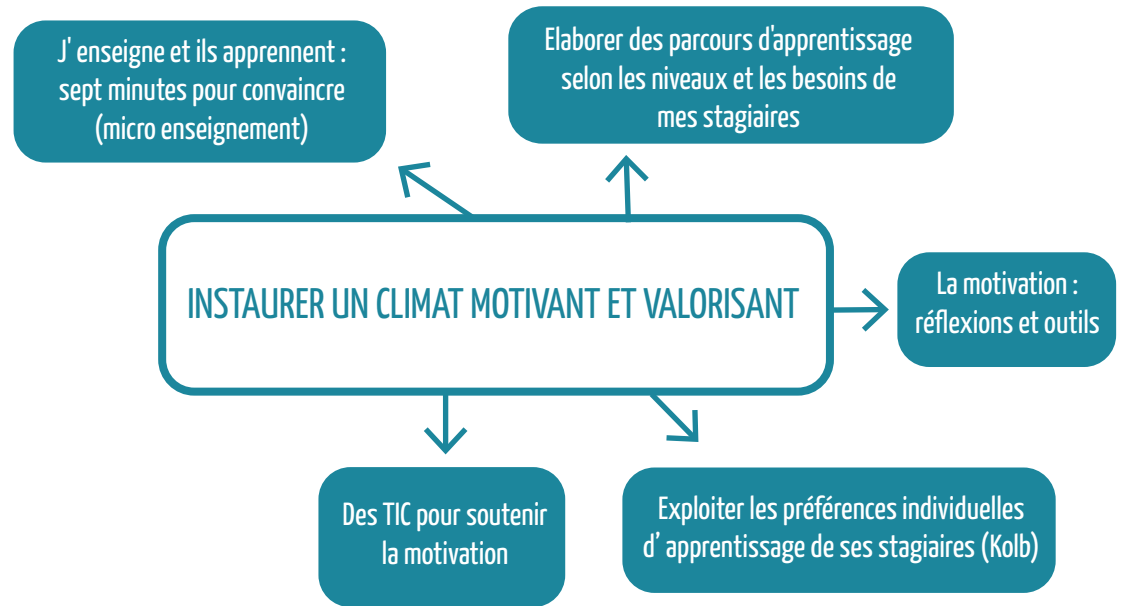 J' enseigne et ils apprennent :
sept minutes pour convaincre
(micro enseignement)
Elaborer des parcours d'apprentissage
selon les niveaux et les besoins de
mes stagiaires
INSTAURER UN CLIMAT MOTIVANT ET VALORISANT
La motivation :
réflexions et outils
Des TIC pour soutenir
la motivation
Exploiter les préférences individuelles
d’ apprentissage de ses stagiaires (Kolb)